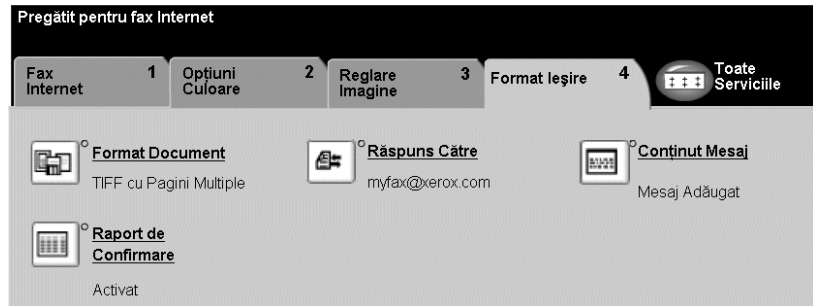 Pregătit pentru fax Internet
Fax Internet 1
Opțiuni Culoare 2
Reglare Imagine 3
Format Ieşire 4
Toate Serviciile
Format Document
TIFF cu Pagini Multiple
Răspuns Către
myfax@xerox.com
Conţinut Mesaj
Mesaj Adăugat
Raport de
Confirmare
Activat